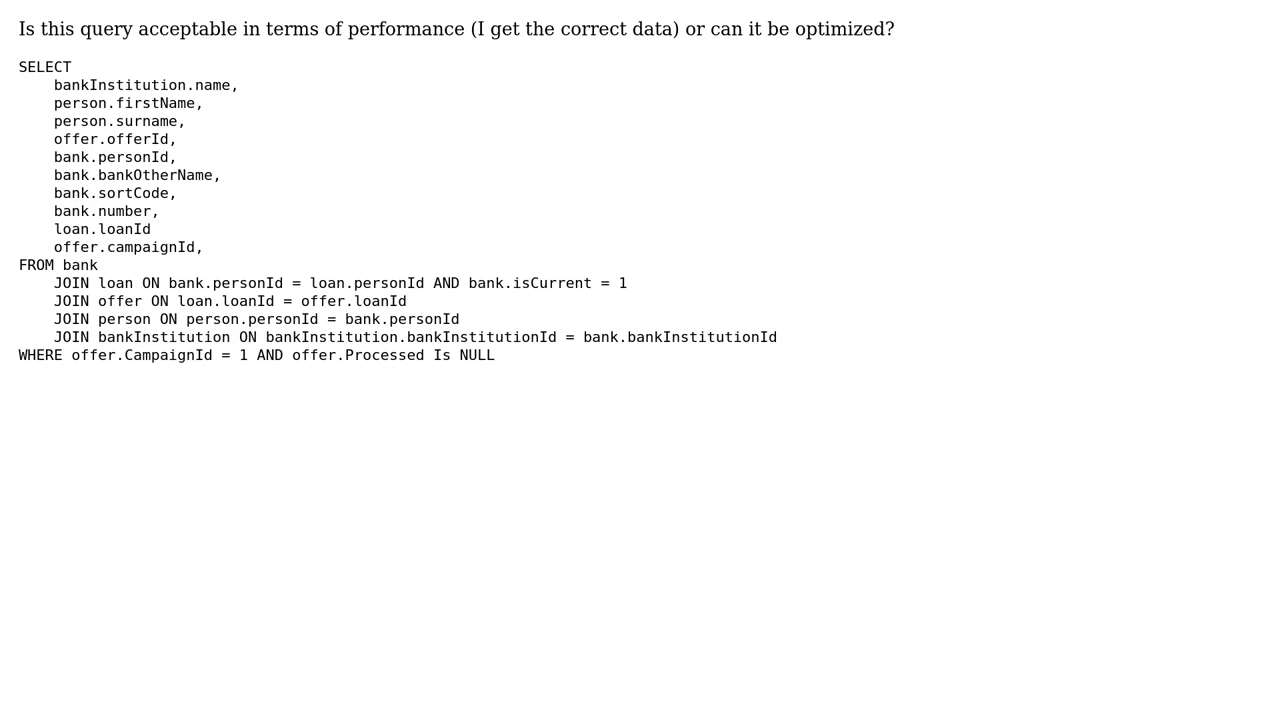 Is this query acceptable in terms of performance (I get the correct data) or can it be optimized?
SELECT
    bankInstitution.name,
    person.firstName,
    person.surname,
    offer.offerId,
    bank.personId,
    bank.bankOtherName,
    bank.sortCode,
    bank.number,
    loan.loanId
    offer.campaignId,
FROM bank
    JOIN loan ON bank.personId = loan.personId AND bank.isCurrent = 1
    JOIN offer ON loan.loanId = offer.loanId
    JOIN person ON person.personId = bank.personId
    JOIN bankInstitution ON bankInstitution.bankInstitutionId = bank.bankInstitutionId
WHERE offer.CampaignId = 1 AND offer.Processed Is NULL